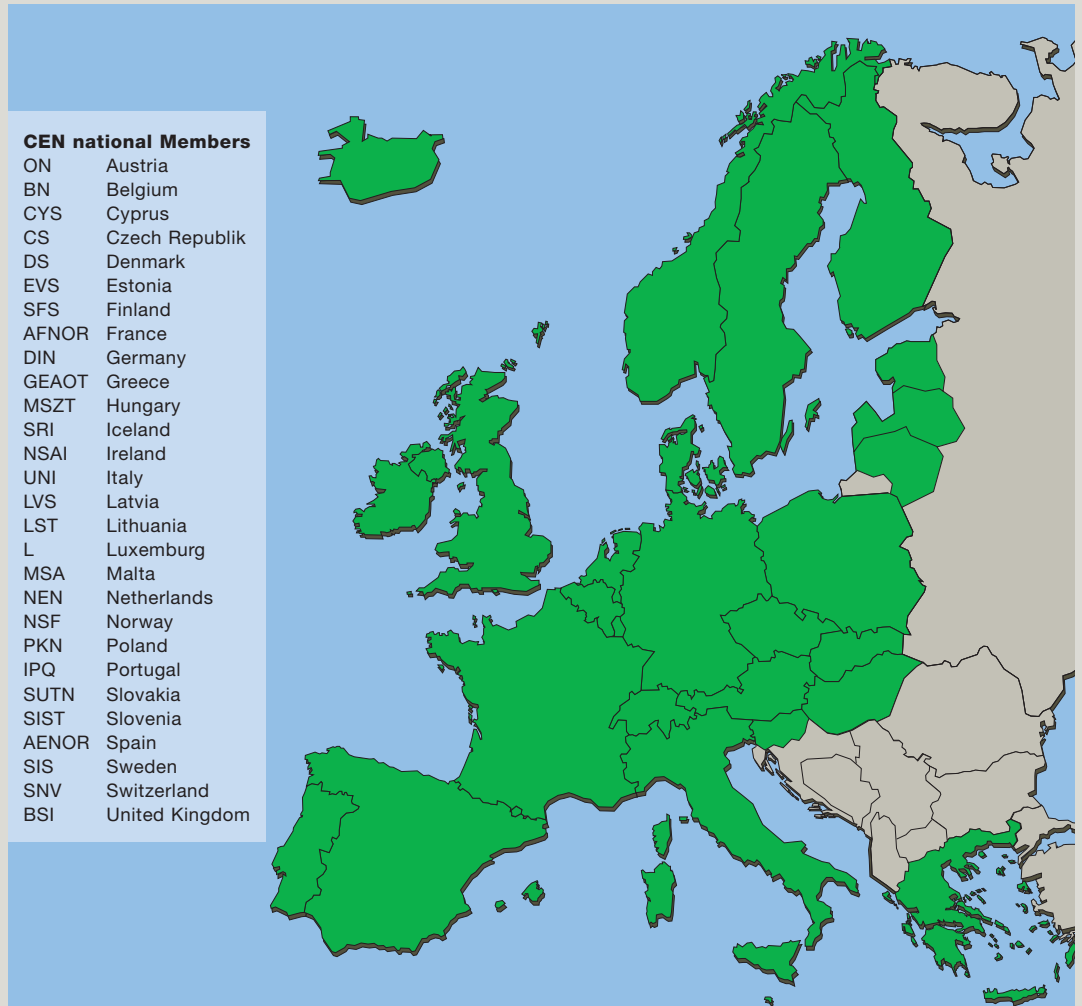 CEN national Members
ON Austria
BN Belgium
CYS Cyprus
CS Czech Republik
DS Denmark
EVS Estonia
SFS Finland
AFNOR France
DIN Germany
GEAOT Greece
MSZT Hungary
SRI Iceland
NSAI Ireland
UNI Italy
LVS Latvia
LST Lithuania
L Luxemburg
MSA Malta
NEN Netherlands
NSF Norway
PKN Poland
IPQ Portugal
SUTN Slovakia
SIST Slovenia
AENOR Spain
SIS Sweden
SNV Switzerland
BSI United Kingdom